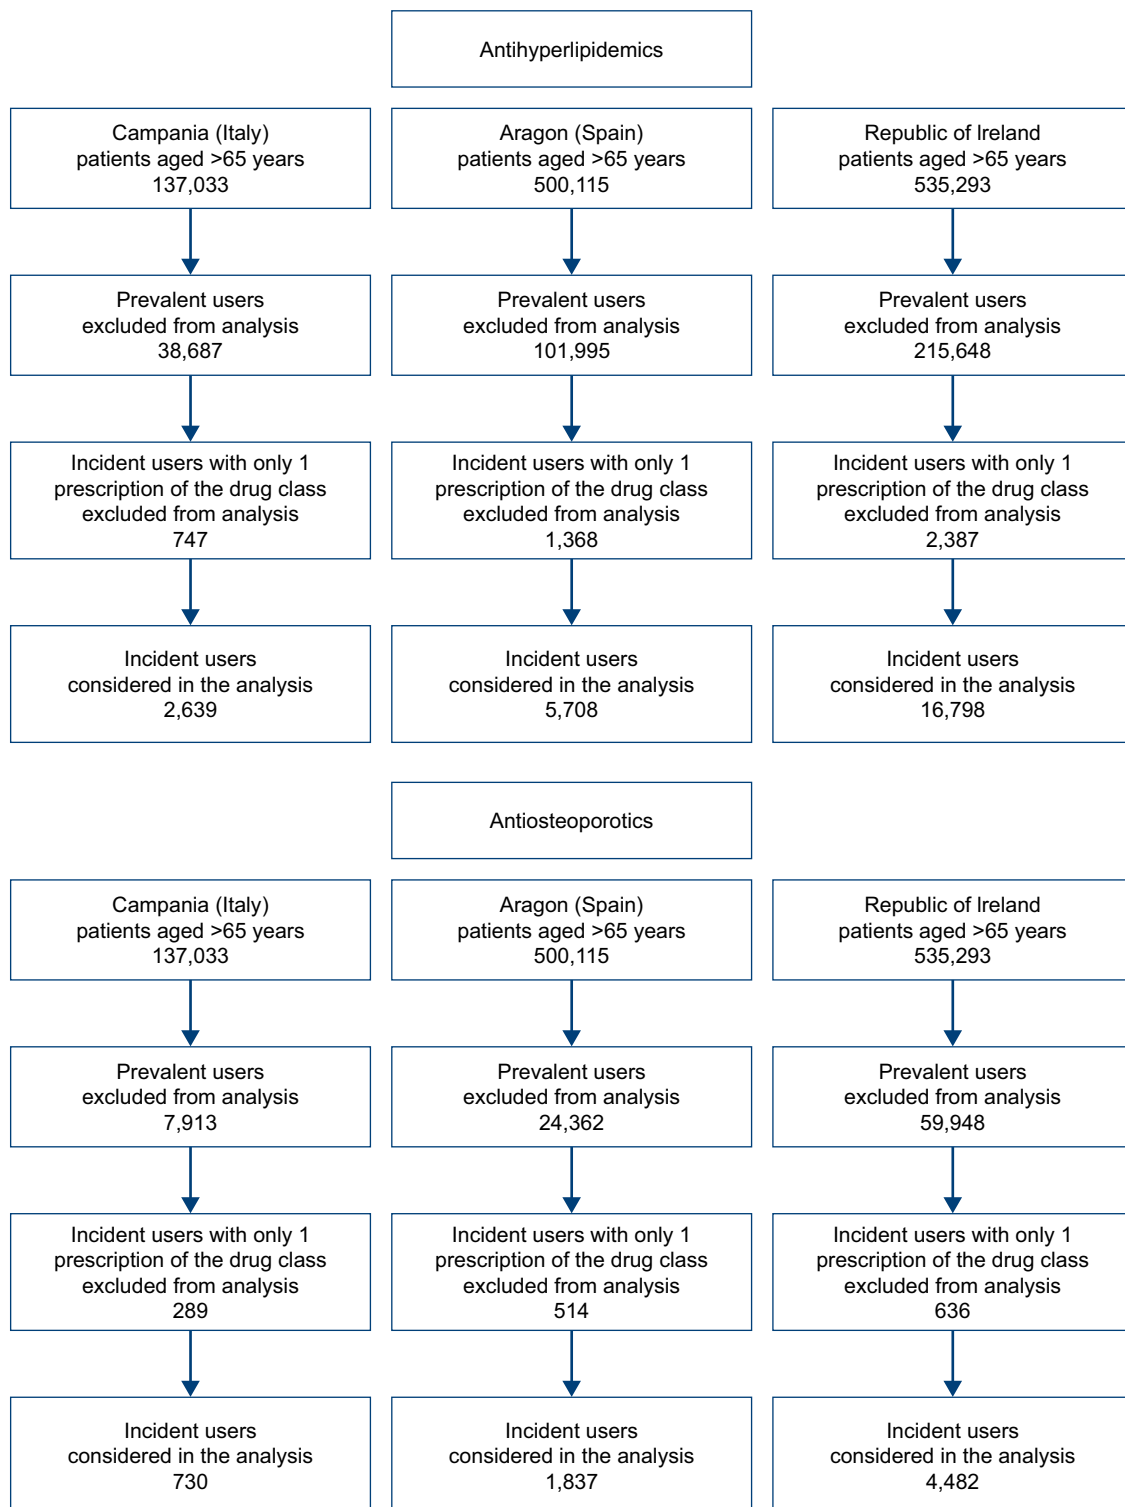 Antihyperlipidemics
Campania (Italy)
patients aged >65 years
137,033
Aragon (Spain)
patients aged >65 years
500,115
Republic of Ireland
patients aged >65 years
535,293
Prevalent users
excluded from analysis
38,687
Prevalent users
excluded from analysis
101,995
Prevalent users
excluded from analysis
215,648
Incident users with only 1
prescription of the drug class
excluded from analysis
747
Incident users with only 1
prescription of the drug class
excluded from analysis
1,368
Incident users with only 1
prescription of the drug class
excluded from analysis
2,387
Incident users
considered in the analysis
2,639
Incident users
considered in the analysis
5,708
Incident users
considered in the analysis
16,798
Antiosteoporotics
Campania (Italy)
patients aged >65 years
137,033
Aragon (Spain)
patients aged >65 years
500,115
Republic of Ireland
patients aged >65 years
535,293
Prevalent users
excluded from analysis
7,913
Prevalent users
excluded from analysis
24,362
Prevalent users
excluded from analysis
59,948
Incident users with only 1
prescription of the drug class
excluded from analysis
289
Incident users with only 1
prescription of the drug class
excluded from analysis
514
Incident users with only 1
prescription of the drug class
excluded from analysis
636
Incident users
considered in the analysis
730
Incident users
considered in the analysis
1,837
Incident users
considered in the analysis
4,482